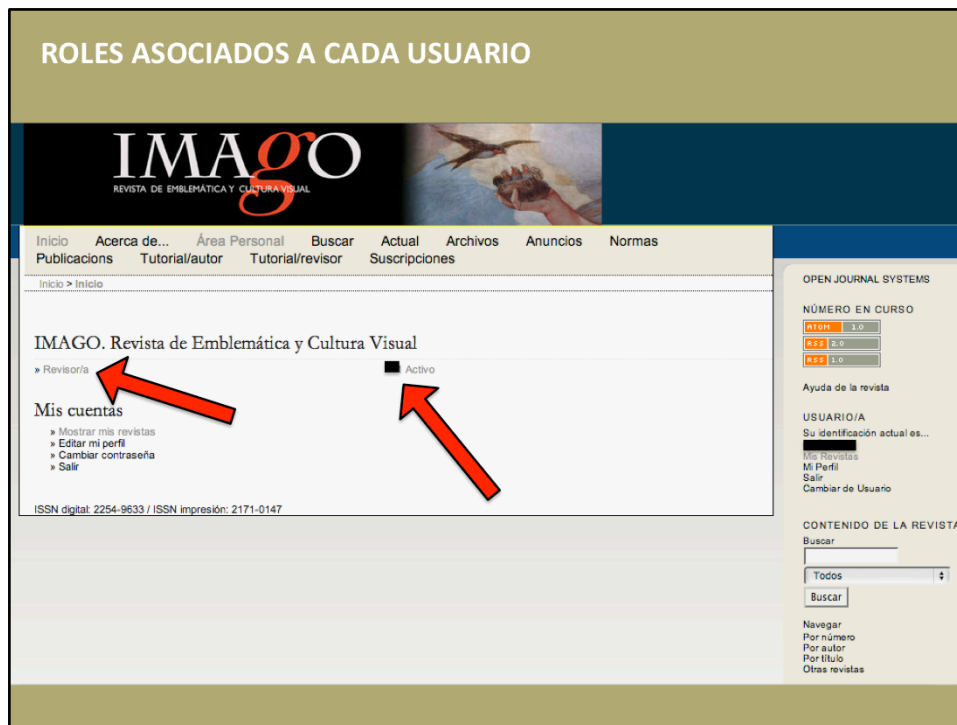 ROLES ASOCIADOS A CADA USUARIO
IMAGO
REVISTA DE EMBLEMÁTICA Y CULTURA VISUAL
Inicio Acerca de... Área Personal Buscar Actual Archivos Anuncios Normas
Publicacions Tutorial/autor Tutorial/revisor Suscripciones
Inicio > Inicio
IMAGO. Revista de Emblemática y Cultura Visual
» Revisor/a Activo
Mis cuentas
» Mostrar mis revistas
» Editar mi perfil
» Cambiar contraseña
» Salir
ISSN digital: 2254-9633 / ISSN impresión: 2171-0147
OPEN JOURNAL SYSTEMS
NÚMERO EN CURSO
ATOM 1.0
RSS 2.0
RSS 1.0
Ayuda de la revista
USUARIO/A
Su identificación actual es...
Mis Revistas
Mi Perfil
Salir
Cambiar de Usuario
CONTENIDO DE LA REVISTA
Buscar
Todos
Buscar
Navegar
Por número
Por autor
Por título
Otras revistas